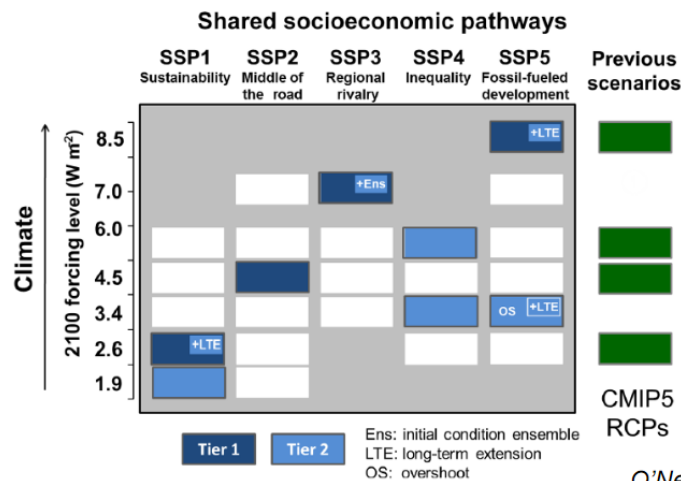 Shared socioeconomic pathways
SSP1 SSP2 SSP3 SSP4 SSP5
Sustainability Middle of the road Regional rivalry Inequality Fossil-fueled development
Previous
scenarios
Climate
2100 forcing level (W m²)
8.5 +LTE
7.0 +Ens
6.0
4.5
3.4 OS +LTE
2.6 +LTE
1.9
CMIP5
RCPs
Tier 1 Tier 2
Ens: initial condition ensemble
LTE: long-term extension
OS: overshoot
O'Ne